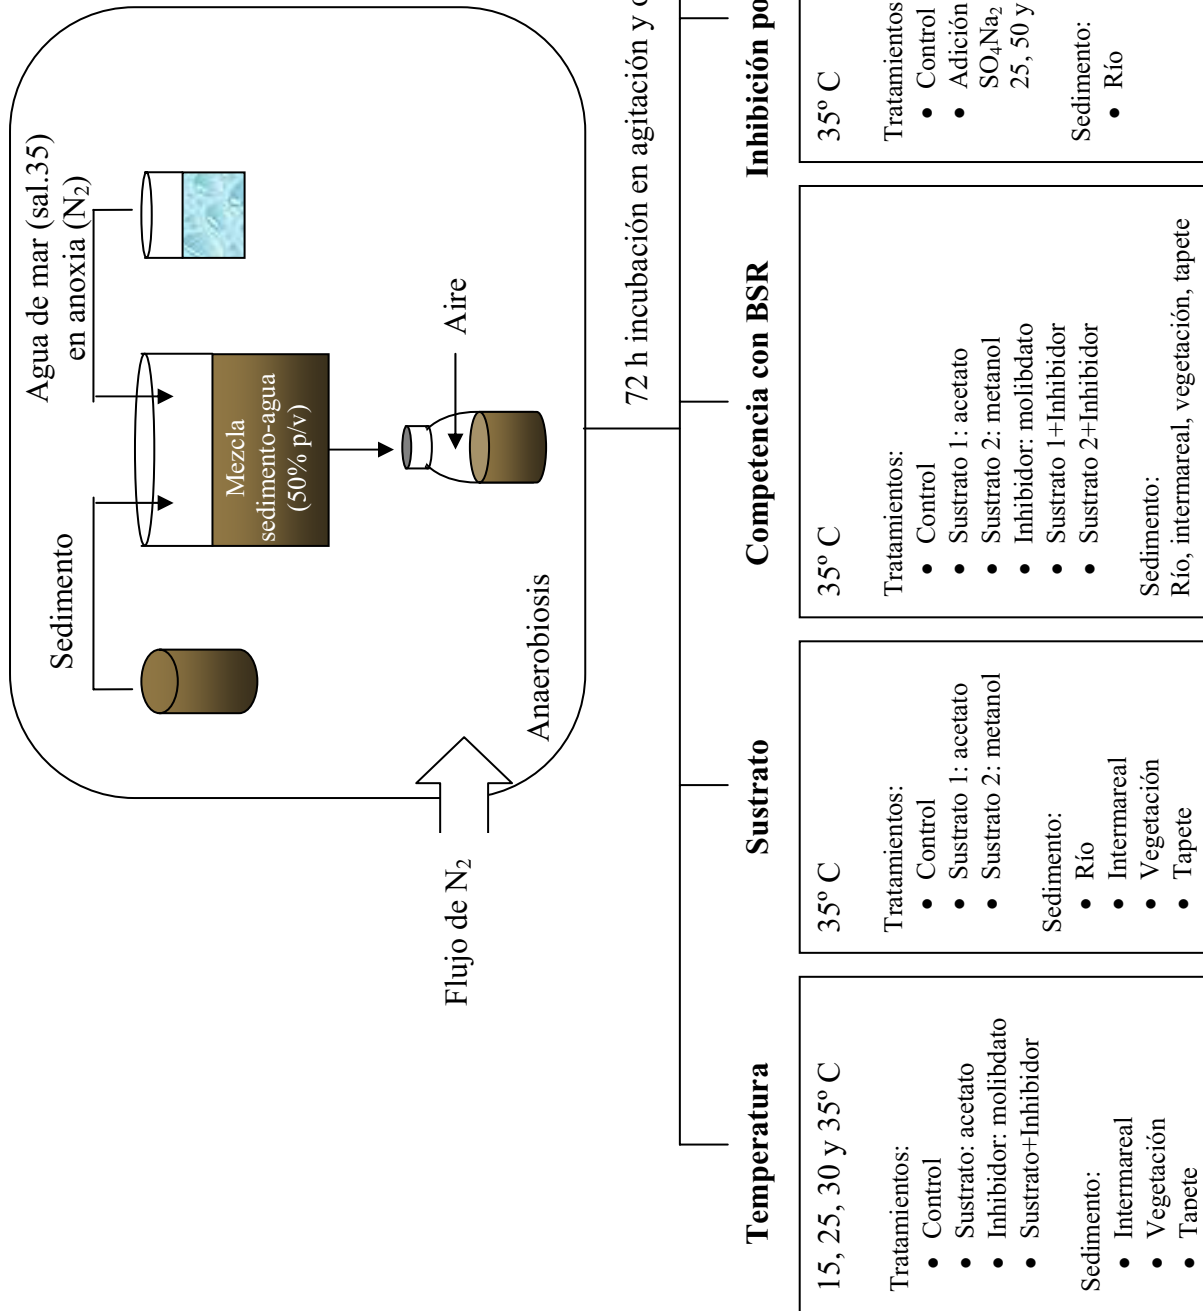 Sedimento
Agua de mar (sal.35)
en anoxia (N₂)
Mezcla
sedimento-agua
(50% p/v)
Aire
Anaerobiosis
Flujo de N₂
72 h incubación en agitación y
Temperatura
15, 25, 30 y 35º C
Tratamientos:
• Control
• Sustrato: acetato
• Inhibidor: molibdato
• Sustrato+Inhibidor
Sedimento:
• Intermareal
• Vegetación
• Tapete
Sustrato
35º C
Tratamientos:
• Control
• Sustrato 1: acetato
• Sustrato 2: metanol
Sedimento:
• Río
• Intermareal
• Vegetación
• Tapete
Competencia con BSR
35º C
Tratamientos:
• Control
• Sustrato 1: acetato
• Sustrato 2: metanol
• Inhibidor: molibdato
• Sustrato 1+Inhibidor
• Sustrato 2+Inhibidor
Sedimento:
Río, intermareal, vegetación, tapete
Inhibición po
35º C
Tratamientos
• Control
• Adición
SO₄Na₂
25, 50 y
Sedimento:
• Río